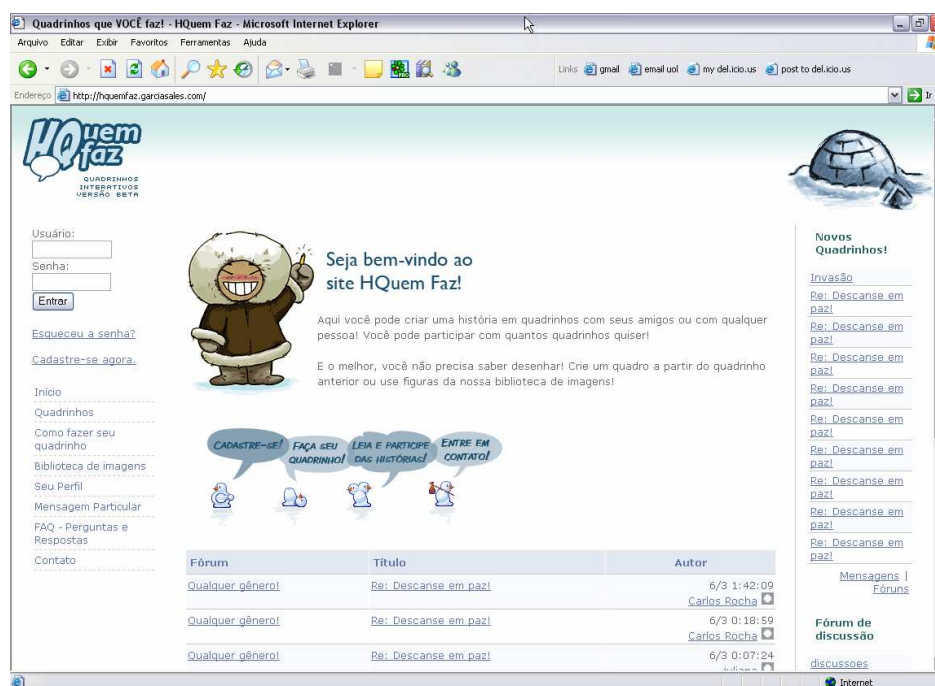 Quadrinhos que VOCÊ faz! - HQuem Faz - Microsoft Internet Explorer
Arquivo Editar Exibir Favoritos Ferramentas Ajuda
Links gmail email uol my del.icio.us post to del.icio.us
Endereço http://hquemfaz.garciasales.com/ Ir
HQuem
faz
QUADRINHOS
INTERATIVOS
VERSÃO BETA
Usuário:
Senha:
Entrar
Esqueceu a senha?
Cadastre-se agora.
Início
Quadrinhos
Como fazer seu
quadrinho
Biblioteca de imagens
Seu Perfil
Mensagem Particular
FAQ - Perguntas e
Respostas
Contato
Seja bem-vindo ao
site HQuem Faz!
Aqui você pode criar uma história em quadrinhos com seus amigos ou com qualquer
pessoa! Você pode participar com quantos quadrinhos quiser!
E o melhor, você não precisa saber desenhar! Crie um quadro a partir do quadrinho
anterior ou use figuras da nossa biblioteca de imagens!
CADASTRE-SE!
FAÇA SEU
QUADRINHO!
LEIA E PARTICIPE
DAS HISTÓRIAS!
ENTRE EM
CONTATO!
Fórum Título Autor
Qualquer gênero! Re: Descanse em paz! 6/3 1:42:09
Carlos Rocha
Qualquer gênero! Re: Descanse em paz! 6/3 0:18:59
Carlos Rocha
Qualquer gênero! Re: Descanse em paz! 6/3 0:07:24
juliana
Novos
Quadrinhos!
Invasão
Re: Descanse em
paz!
Re: Descanse em
paz!
Re: Descanse em
paz!
Re: Descanse em
paz!
Re: Descanse em
paz!
Re: Descanse em
paz!
Re: Descanse em
paz!
Re: Descanse em
paz!
Re: Descanse em
paz!
Mensagens |
Fóruns
Fórum de
discussão
discussoes
Internet